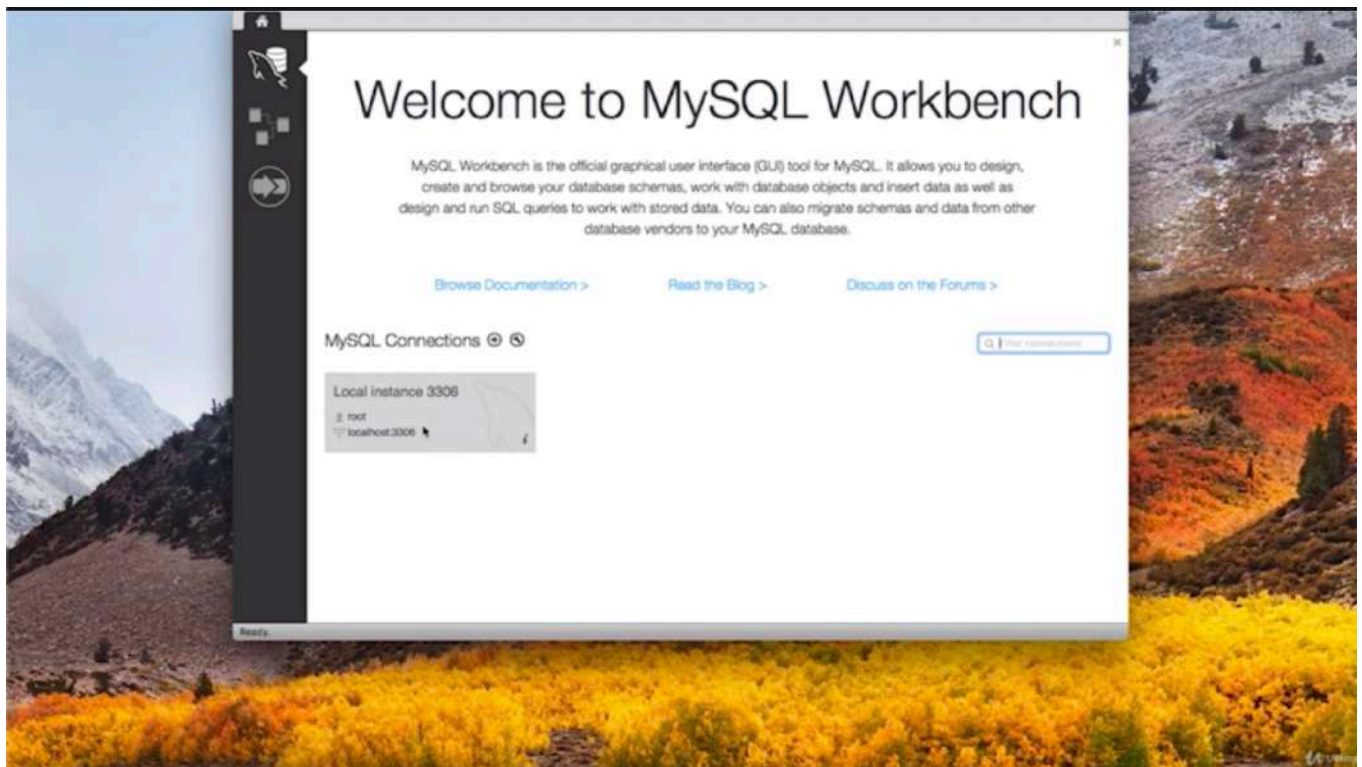 Welcome to MySQL Workbench
MySQL Workbench is the official graphical user interface (GUI) tool for MySQL. It allows you to design,
create and browse your database schemas, work with database objects and insert data as well as
design and run SQL queries to work with stored data. You can also migrate schemas and data from other
database vendors to your MySQL database.
Browse Documentation >
Read the Blog >
Discuss on the Forums >
MySQL Connections
Filter connections
Local instance 3306
root
localhost:3306
Ready.